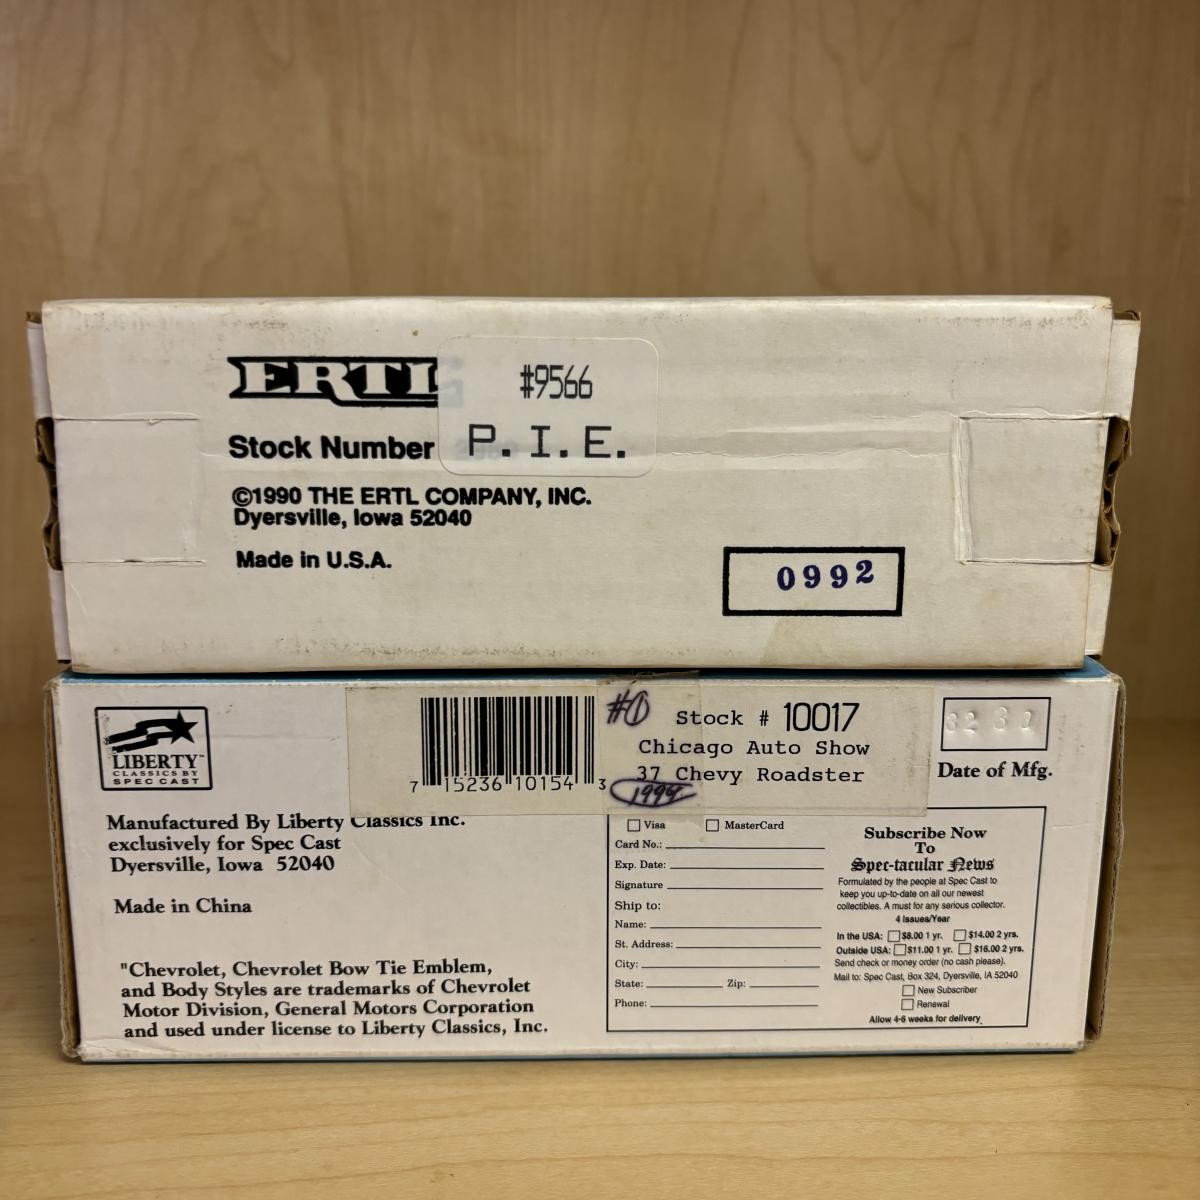 ERTL
#9566
Stock Number
P.I.E.
©1990 THE ERTL COMPANY, INC.
Dyersville, Iowa 52040
Made in U.S.A.
0992
LIBERTY™
CLASSICS BY
SPEC CAST
7 15236 10154 3
#1 Stock # 10017
Chicago Auto Show
37 Chevy Roadster
1994
Date of Mfg.
Manufactured By Liberty Classics Inc.
exclusively for Spec Cast
Dyersville, Iowa 52040
Made in China
"Chevrolet, Chevrolet Bow Tie Emblem,
and Body Styles are trademarks of Chevrolet
Motor Division, General Motors Corporation
and used under license to Liberty Classics, Inc.
Visa MasterCard
Card No.:
Exp. Date:
Signature
Ship to:
Name:
St. Address:
City:
State: Zip:
Phone:
Subscribe Now
To
Spec-tacular News
Formulated by the people at Spec Cast to
keep you up-to-date on all our newest
collectibles. A must for any serious collector.
4 Issues/Year
In the USA: $8.00 1 yr. $14.00 2 yrs.
Outside USA: $11.00 1 yr. $16.00 2 yrs.
Send check or money order (no cash please).
Mail to: Spec Cast, Box 324, Dyersville, IA 52040
New Subscriber
Renewal
Allow 4-6 weeks for delivery